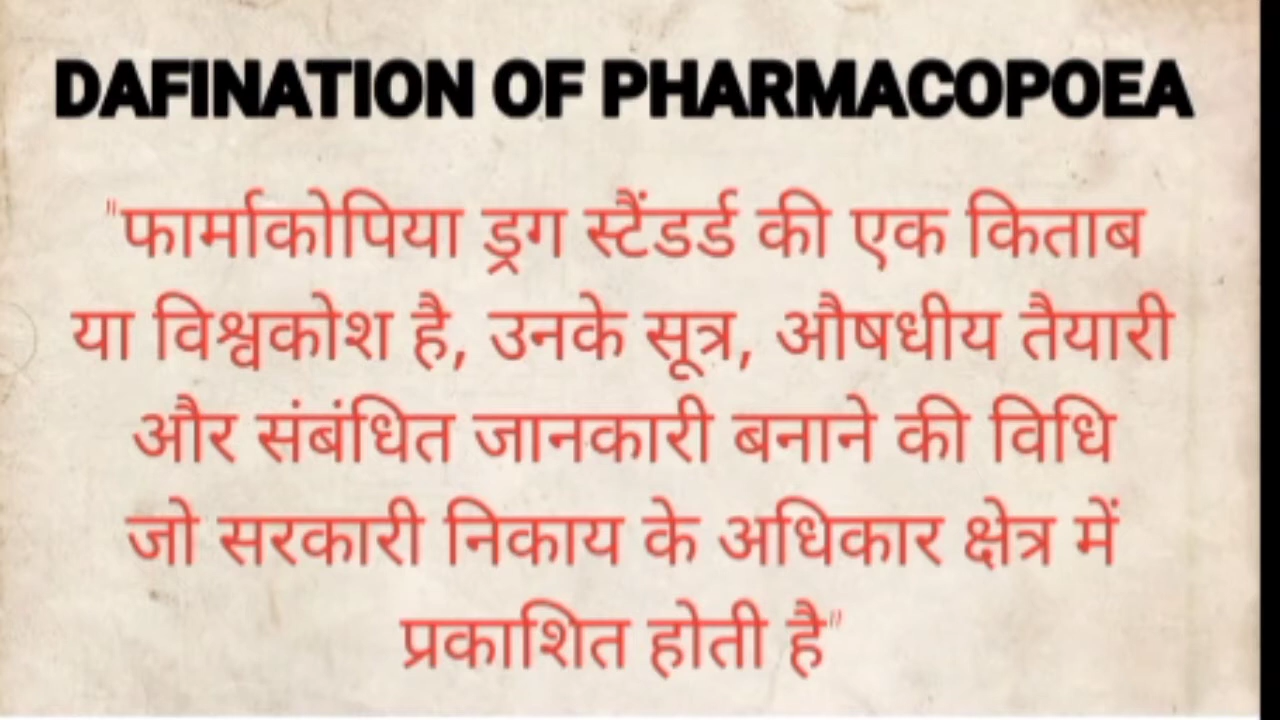 DAFINATION OF PHARMACOPOEA
"फार्माकोपिया ड्रग स्टैंडर्ड की एक किताब
या विश्वकोश है, उनके सूत्र, औषधीय तैयारी
और संबंधित जानकारी बनाने की विधि
जो सरकारी निकाय के अधिकार क्षेत्र में
प्रकाशित होती है"